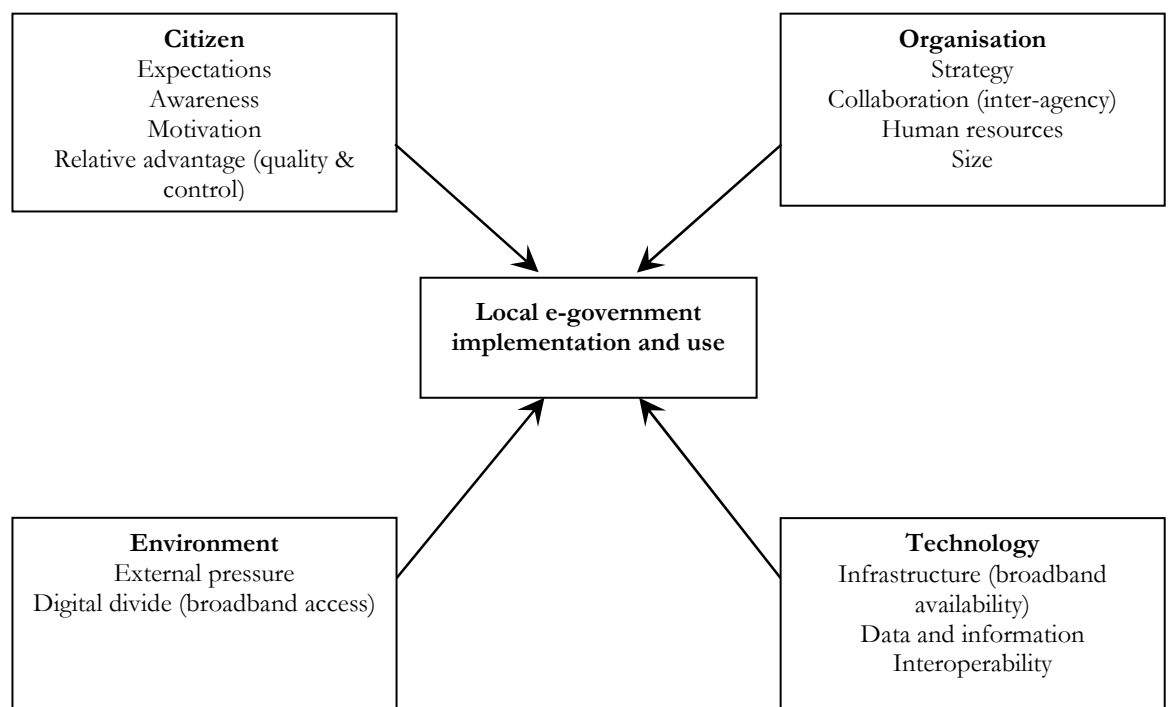 Citizen
Expectations
Awareness
Motivation
Relative advantage (quality &
control)
Organisation
Strategy
Collaboration (inter-agency)
Human resources
Size
Local e-government
implementation and use
Environment
External pressure
Digital divide (broadband access)
Technology
Infrastructure (broadband
availability)
Data and information
Interoperability